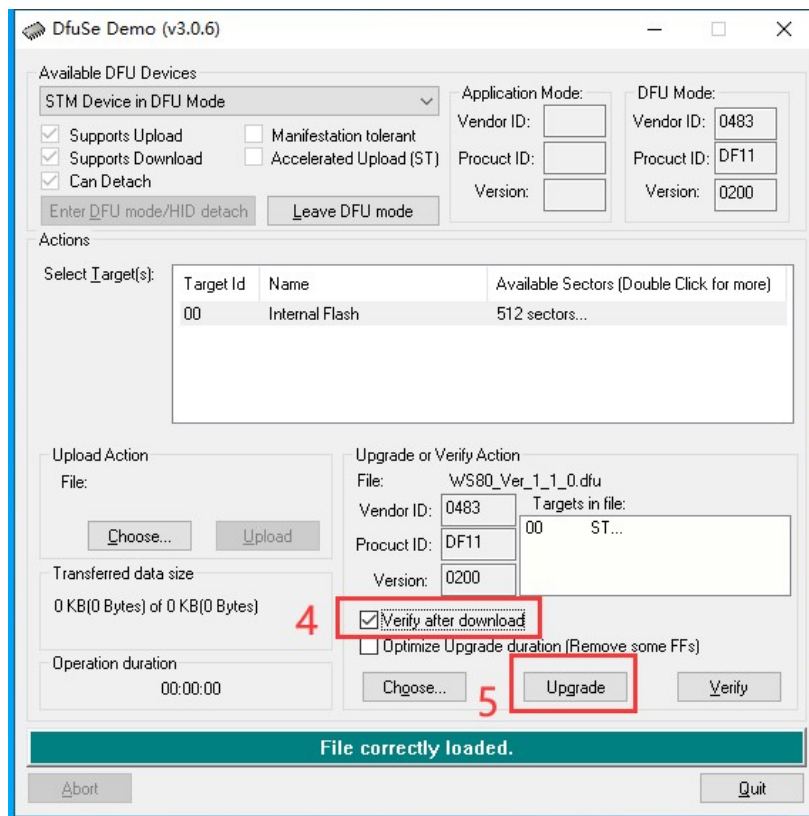 DfuSe Demo (v3.0.6)
Available DFU Devices
STM Device in DFU Mode
Supports Upload
Manifestation tolerant
Supports Download
Accelerated Upload (ST)
Can Detach
Enter DFU mode/HID detach
Leave DFU mode
Application Mode:
Vendor ID:
Procuct ID:
Version:
DFU Mode:
Vendor ID: 0483
Procuct ID: DF11
Version: 0200
Actions
Select Target(s):
Target Id Name Available Sectors (Double Click for more)
00 Internal Flash 512 sectors...
Upload Action
File:
Choose... Upload
Transferred data size
0 KB(0 Bytes) of 0 KB(0 Bytes)
Operation duration
00:00:00
Upgrade or Verify Action
File: WS80_Ver_1_1_0.dfu
Vendor ID: 0483
Procuct ID: DF11
Version: 0200
Targets in file:
00 ST...
4
Verify after download
Optimize Upgrade duration (Remove some FFs)
Choose... 5 Upgrade Verify
File correctly loaded.
Abort Quit